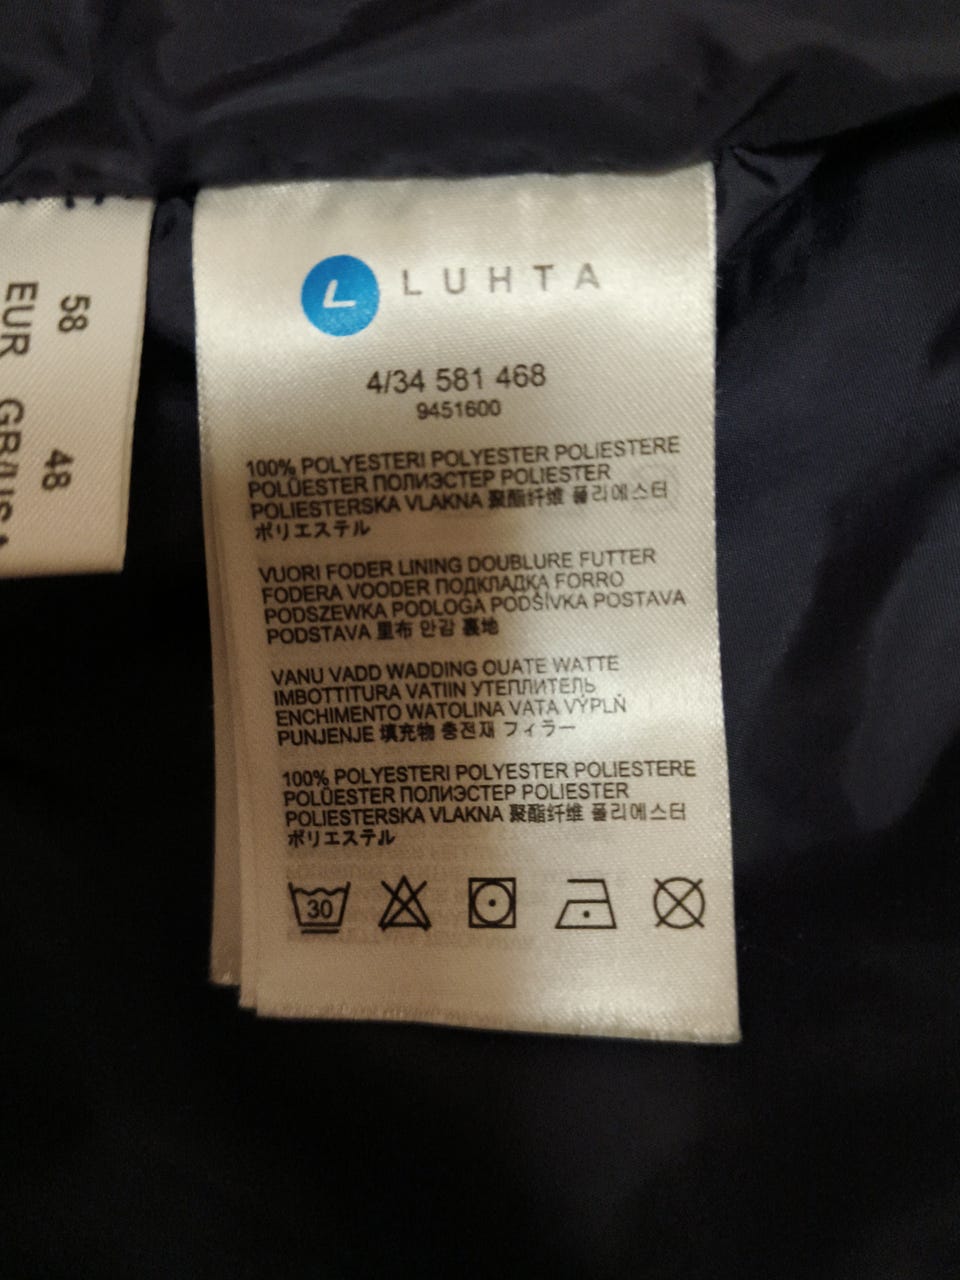 58
EUR
48
GB/US
L LUHTA
4/34 581 468
9451600
100% POLYESTERI POLYESTER POLIESTERE
POLÜESTER ПОЛИЭСТЕР POLIESTER
POLIESTERSKA VLAKNA 聚酯纤维 폴리에스터
ポリエステル
VUORI FODER LINING DOUBLURE FUTTER
FODERA VOODER ПОДКЛАДКА FORRO
PODSZEWKA PODLOGA PODŠÍVKA POSTAVA
PODSTAVA 里布 안감 裏地
VANU VADD WADDING OUATE WATTE
IMBOTTITURA VATIIN УТЕПЛИТЕЛЬ
ENCHIMENTO WATOLINA VATA VÝPLŇ
PUNJENJE 填充物 충전재 フィラー
100% POLYESTERI POLYESTER POLIESTERE
POLÜESTER ПОЛИЭСТЕР POLIESTER
POLIESTERSKA VLAKNA 聚酯纤维 폴리에스터
ポリエステル
30